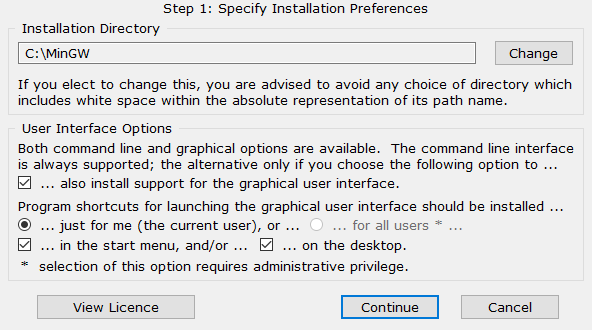 Step 1: Specify Installation Preferences
Installation Directory
C:\MinGW
Change
If you elect to change this, you are advised to avoid any choice of directory which
includes white space within the absolute representation of its path name.
User Interface Options
Both command line and graphical options are available.  The command line interface
is always supported; the alternative only if you choose the following option to ...
... also install support for the graphical user interface.
Program shortcuts for launching the graphical user interface should be installed ...
... just for me (the current user), or ... ... for all users * ...
... in the start menu, and/or ... ... on the desktop.
* selection of this option requires administrative privilege.
View Licence Continue Cancel